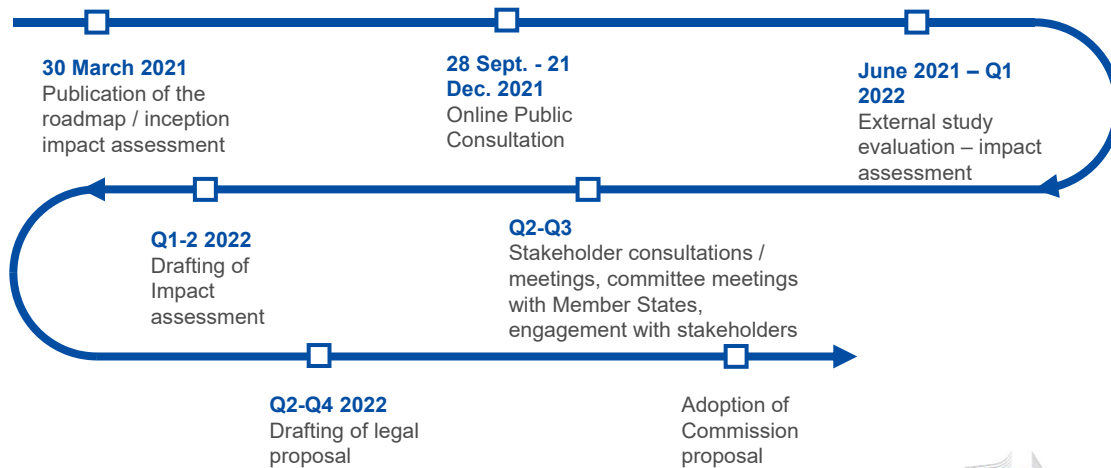 30 March 2021
Publication of the
roadmap / inception
impact assessment
28 Sept. - 21
Dec. 2021
Online Public
Consultation
June 2021 – Q1
2022
External study
evaluation – impact
assessment
Q2-Q3
Stakeholder consultations /
meetings, committee meetings
with Member States,
engagement with stakeholders
Q1-2 2022
Drafting of
Impact
assessment
Q2-Q4 2022
Drafting of legal
proposal
Adoption of
Commission
proposal